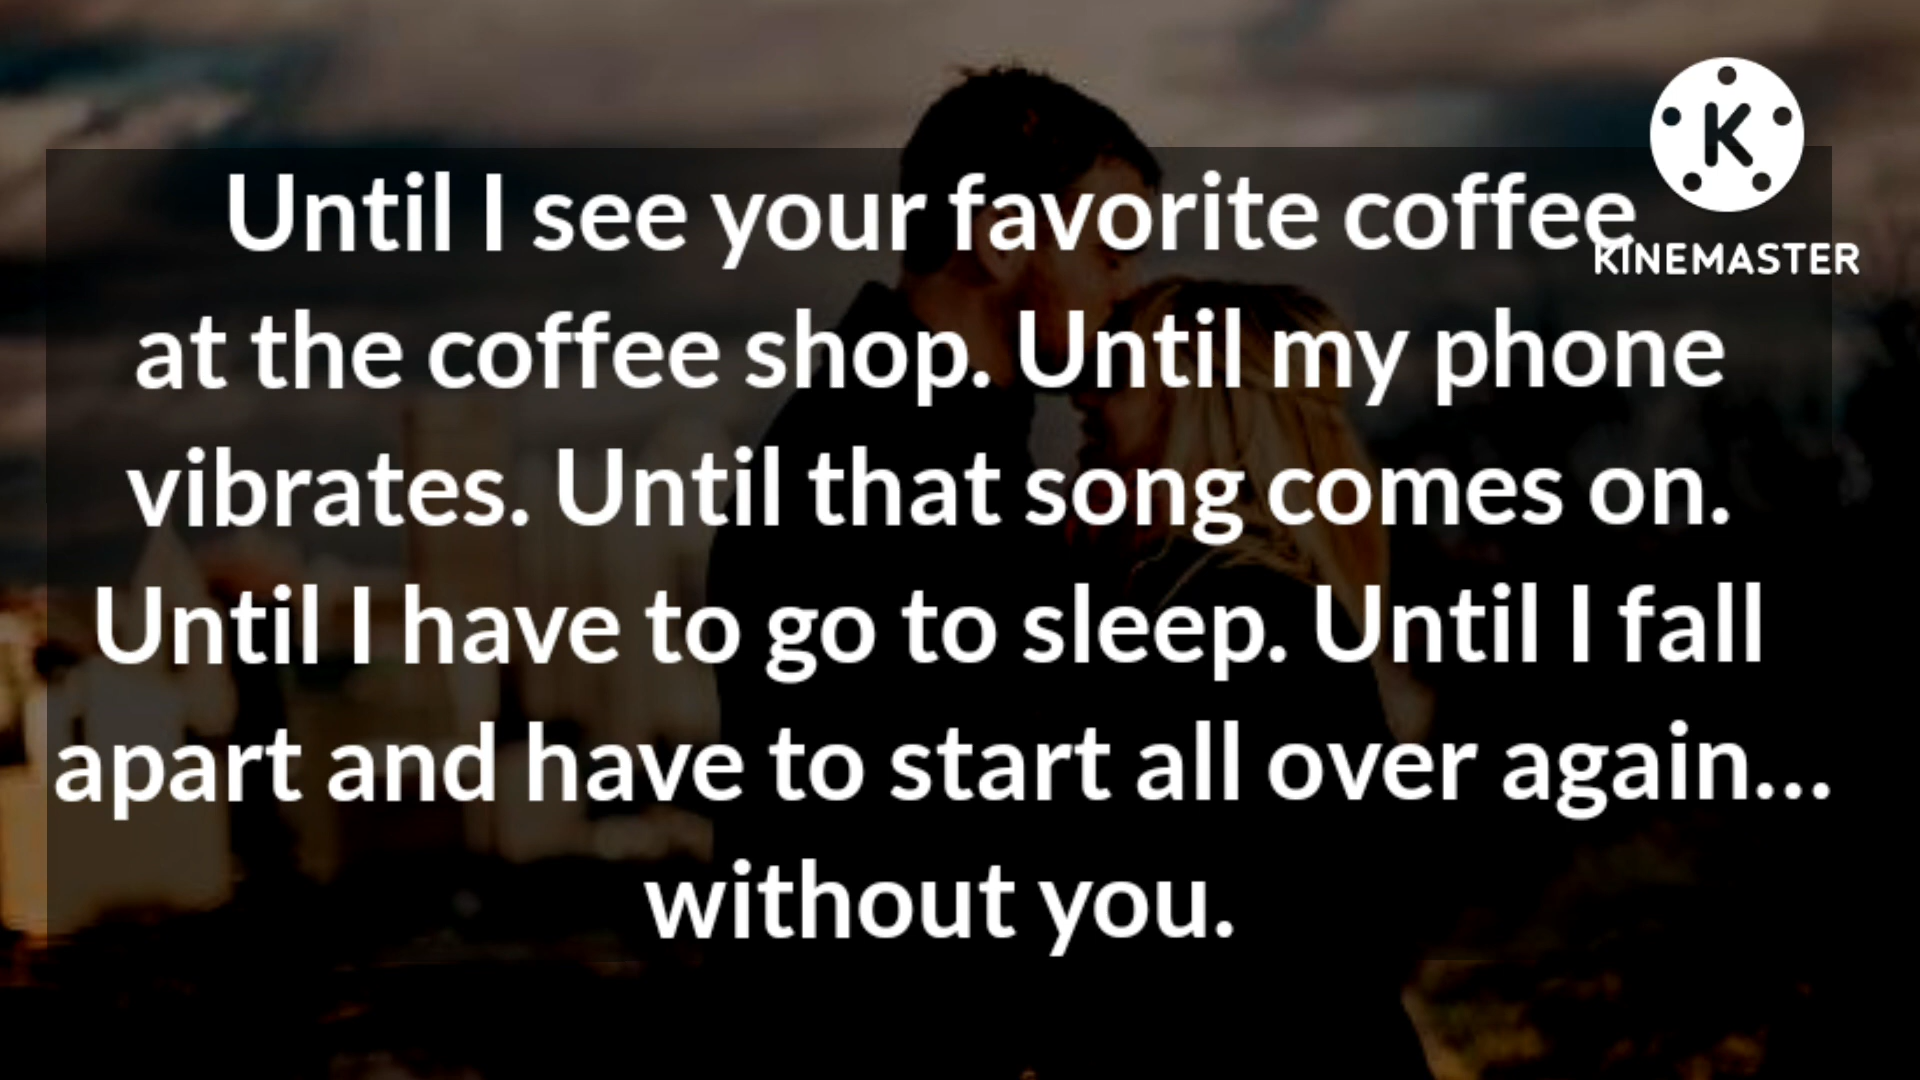 Until I see your favorite coffee
at the coffee shop. Until my phone
vibrates. Until that song comes on.
Until I have to go to sleep. Until I fall
apart and have to start all over again...
without you.
K
KINEMASTER